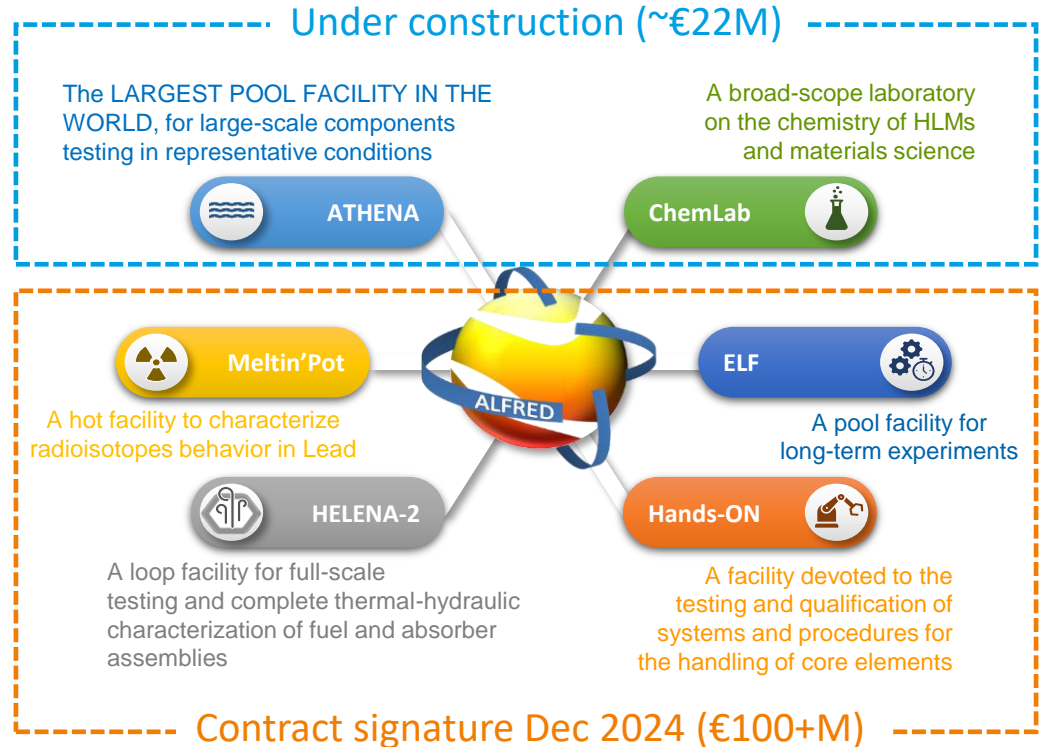 Under construction (~€22M)
The LARGEST POOL FACILITY IN THE
WORLD, for large-scale components
testing in representative conditions
A broad-scope laboratory
on the chemistry of HLMs
and materials science
ATHENA
ChemLab
Meltin’Pot
ELF
ALFRED
A hot facility to characterize
radioisotopes behavior in Lead
A pool facility for
long-term experiments
HELENA-2
Hands-ON
A loop facility for full-scale
testing and complete thermal-hydraulic
characterization of fuel and absorber
assemblies
A facility devoted to the
testing and qualification of
systems and procedures for
the handling of core elements
Contract signature Dec 2024 (€100+M)